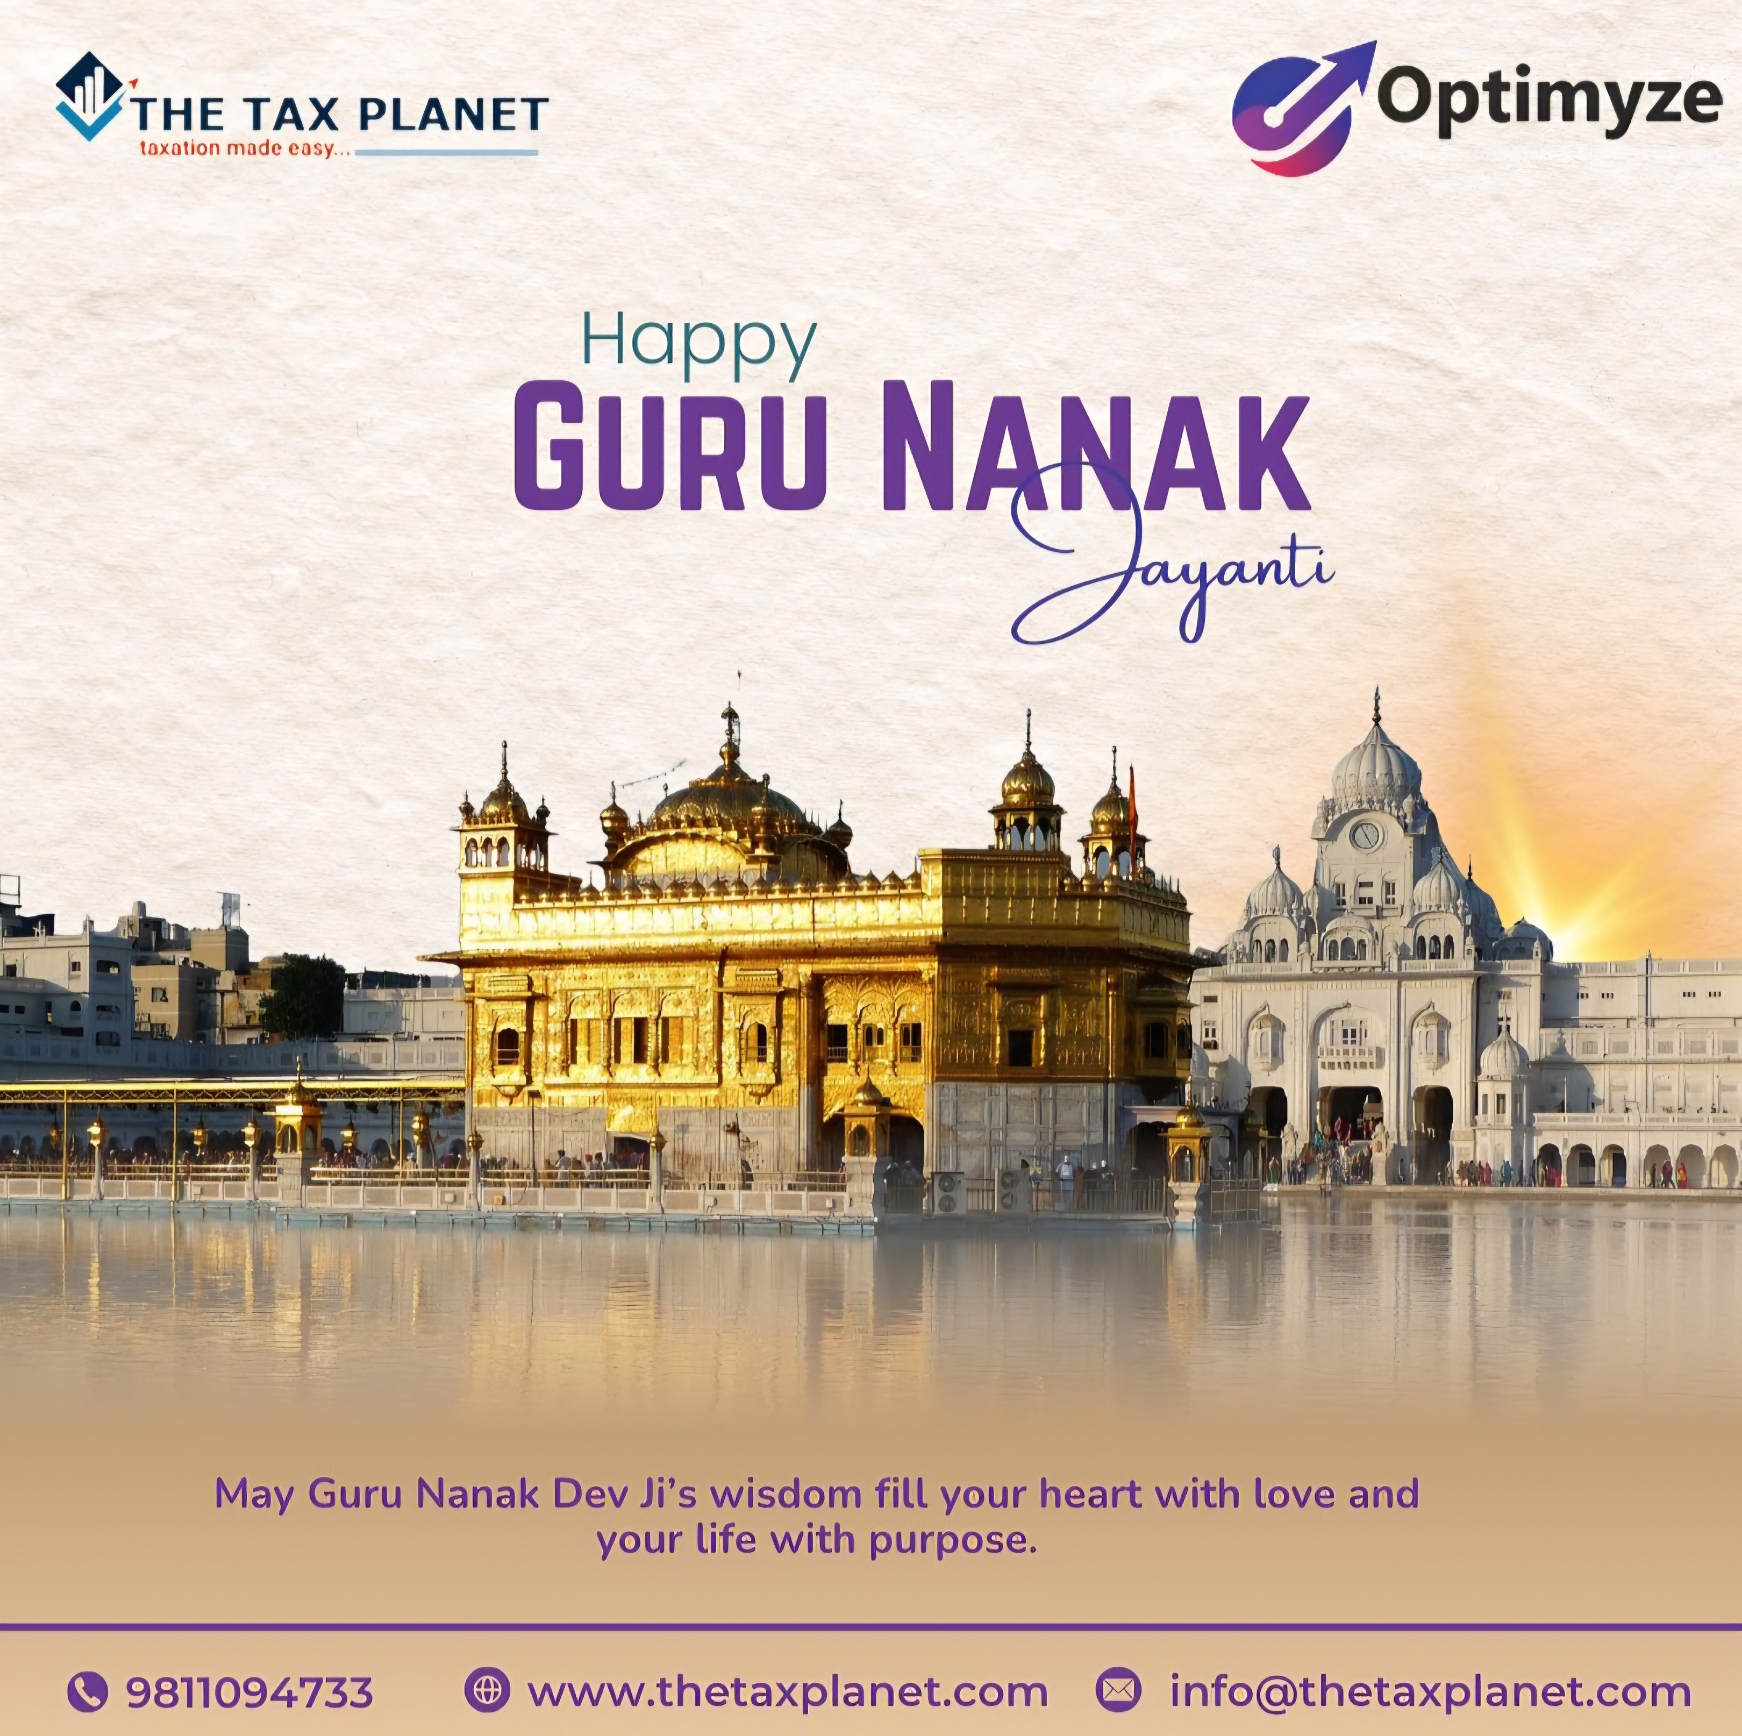 THE TAX PLANET
taxation made easy...
Optimyze
Happy
GURU NANAK
Jayanti
May Guru Nanak Dev Ji’s wisdom fill your heart with love and
your life with purpose.
9811094733
www.thetaxplanet.com
info@thetaxplanet.com